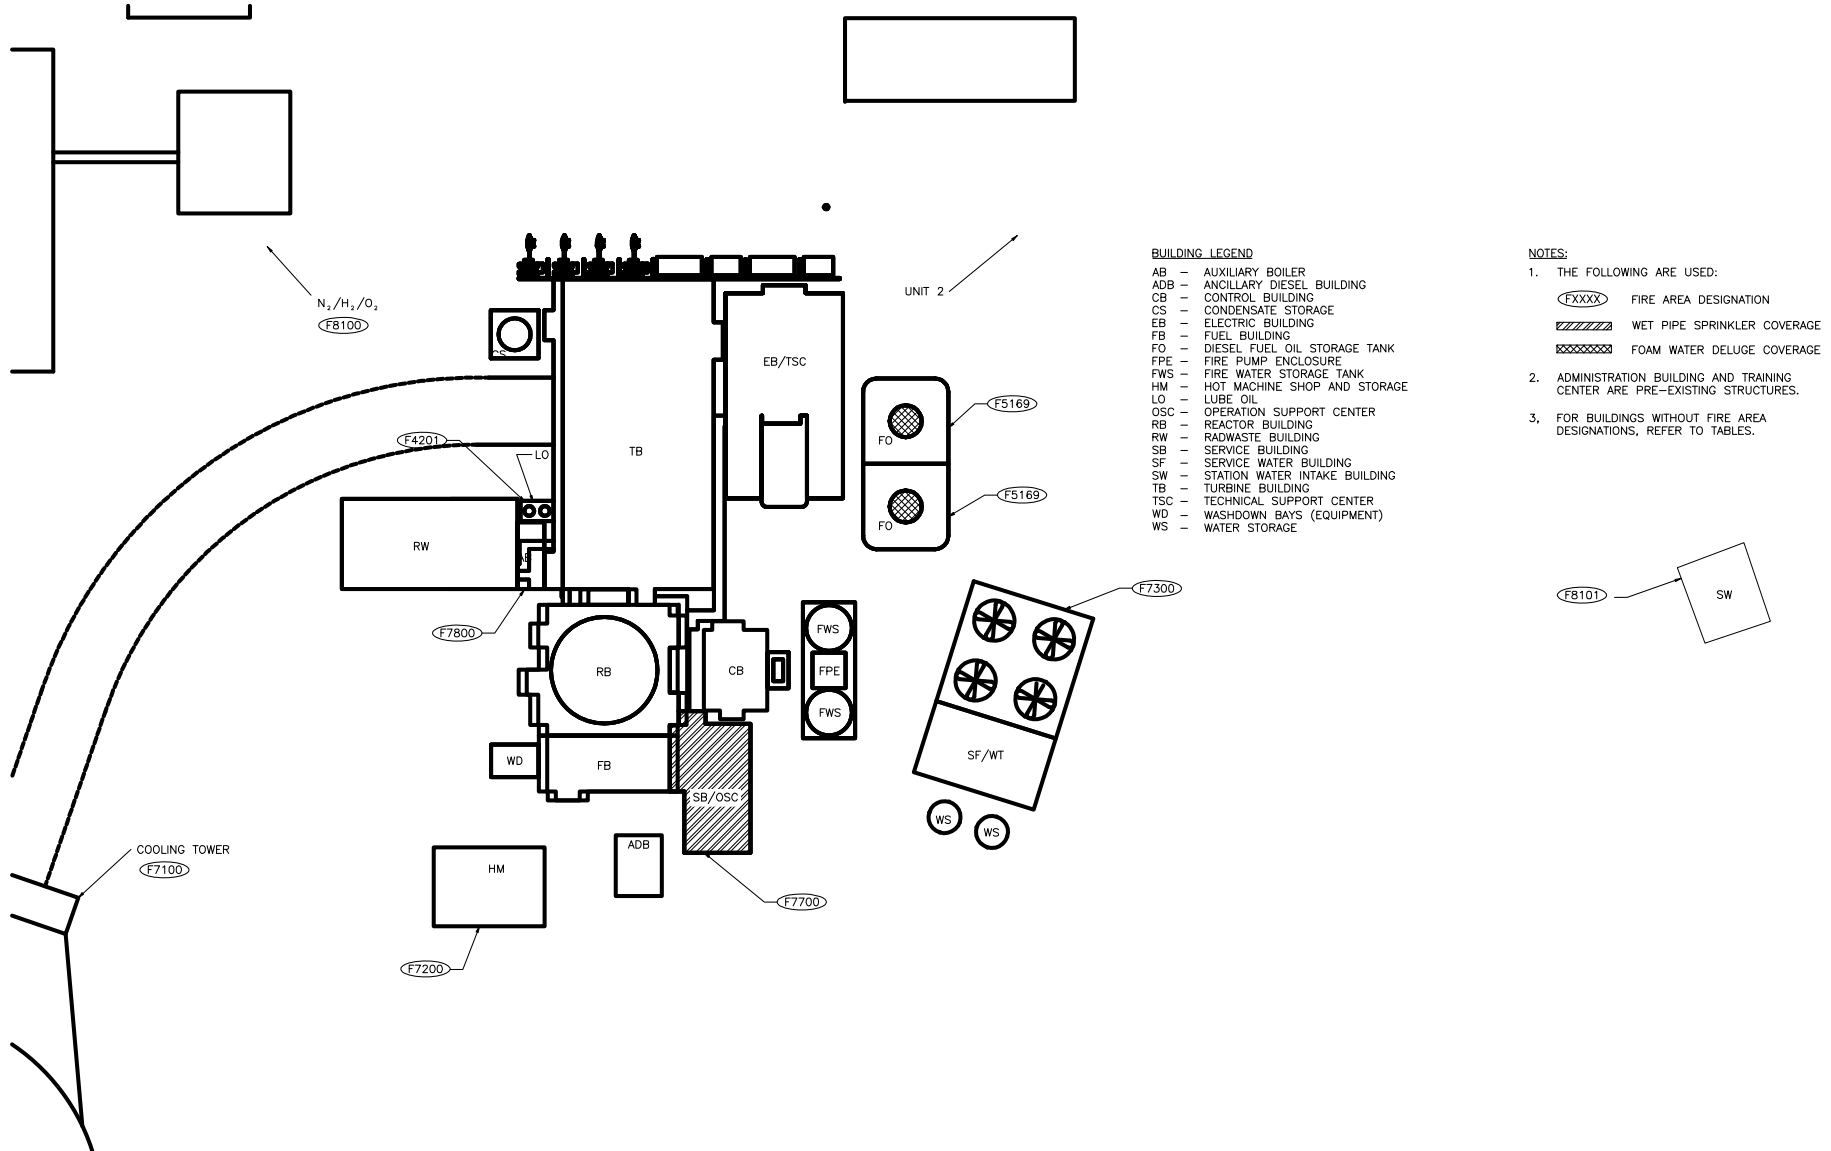 UNIT 2
N₂/H₂/O₂
F8100
CS
EB/TSC
TB
F4201
LO
FO
F5169
FO
F5169
RW
AB
F7800
RB
CB
FWS
FPE
FWS
F7300
SF/WT
WS
WS
WD
FB
SB/OSC
ADB
HM
F7700
F7200
COOLING TOWER
F7100
F8101
SW
BUILDING LEGEND
AB – AUXILIARY BOILER
ADB – ANCILLARY DIESEL BUILDING
CB – CONTROL BUILDING
CS – CONDENSATE STORAGE
EB – ELECTRIC BUILDING
FB – FUEL BUILDING
FO – DIESEL FUEL OIL STORAGE TANK
FPE – FIRE PUMP ENCLOSURE
FWS – FIRE WATER STORAGE TANK
HM – HOT MACHINE SHOP AND STORAGE
LO – LUBE OIL
OSC – OPERATION SUPPORT CENTER
RB – REACTOR BUILDING
RW – RADWASTE BUILDING
SB – SERVICE BUILDING
SF – SERVICE WATER BUILDING
SW – STATION WATER INTAKE BUILDING
TB – TURBINE BUILDING
TSC – TECHNICAL SUPPORT CENTER
WD – WASHDOWN BAYS (EQUIPMENT)
WS – WATER STORAGE
NOTES:
1. THE FOLLOWING ARE USED:
FXXXX FIRE AREA DESIGNATION
WET PIPE SPRINKLER COVERAGE
FOAM WATER DELUGE COVERAGE
2. ADMINISTRATION BUILDING AND TRAINING
CENTER ARE PRE–EXISTING STRUCTURES.
3, FOR BUILDINGS WITHOUT FIRE AREA
DESIGNATIONS, REFER TO TABLES.